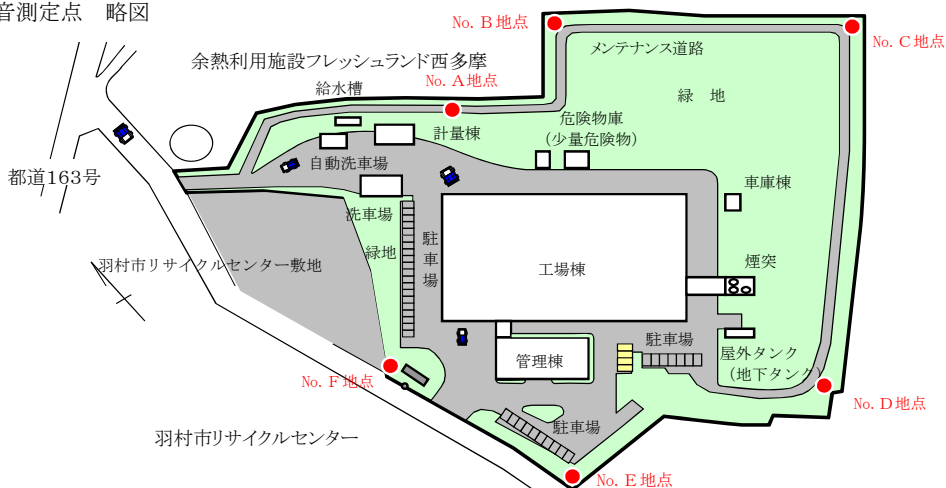 音測定点　略図
No. B 地点
No. C 地点
メンテナンス道路
余熱利用施設フレッシュランド西多摩
No. A 地点
給水槽
緑　地
危険物庫
（少量危険物）
計量棟
自動洗車場
都道163号
車庫棟
洗車場
駐車場
緑地
羽村市リサイクルセンター敷地
工場棟
煙突
駐車場
屋外タンク
（地下タンク）
管理棟
No. F 地点
No. D 地点
駐車場
羽村市リサイクルセンター
No. E 地点